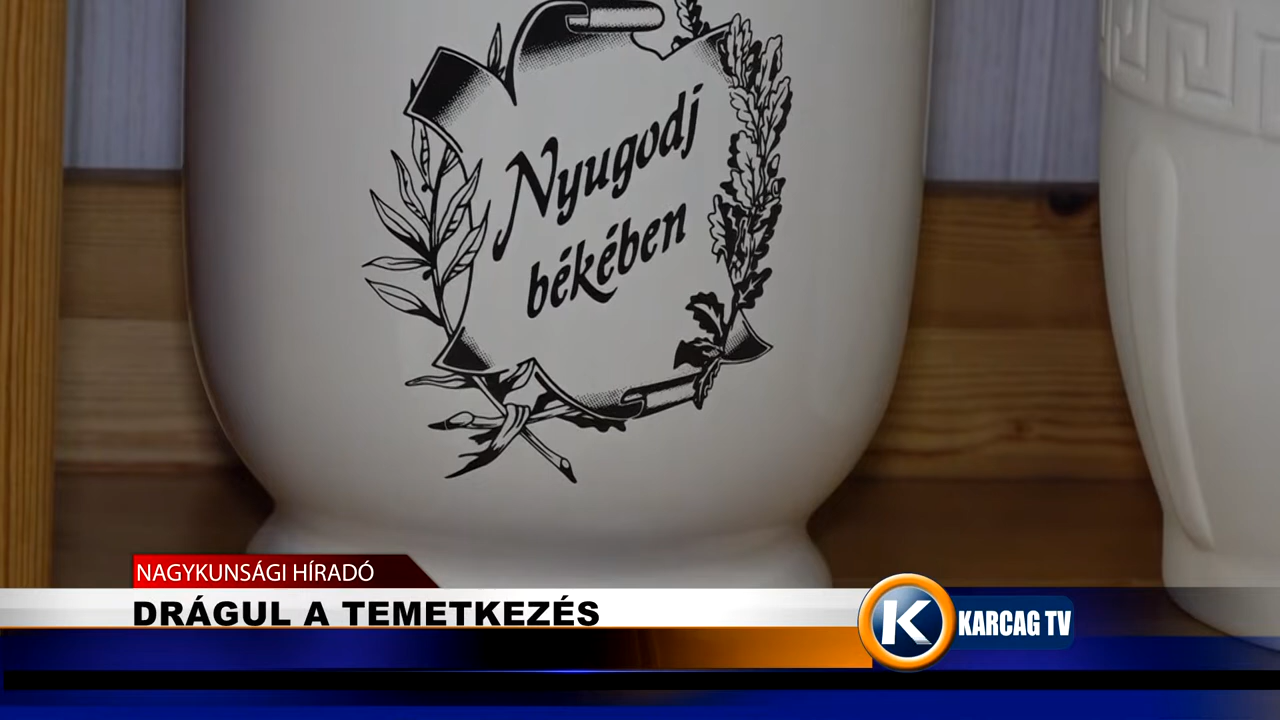 Nyugodj
békében
NAGYKUNSÁGI HÍRADÓ
DRÁGUL A TEMETKEZÉS
K KARCAG TV